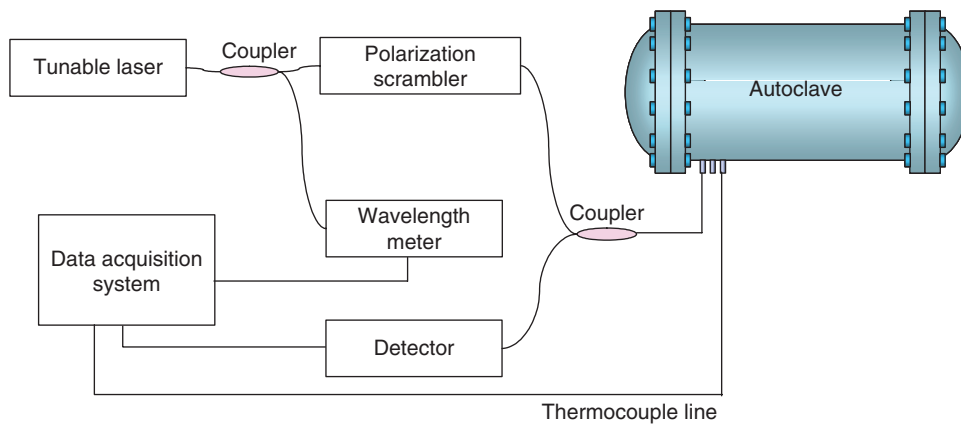 Tunable laser
Coupler
Polarization
scrambler
Autoclave
Wavelength
meter
Coupler
Data acquisition
system
Detector
Thermocouple line